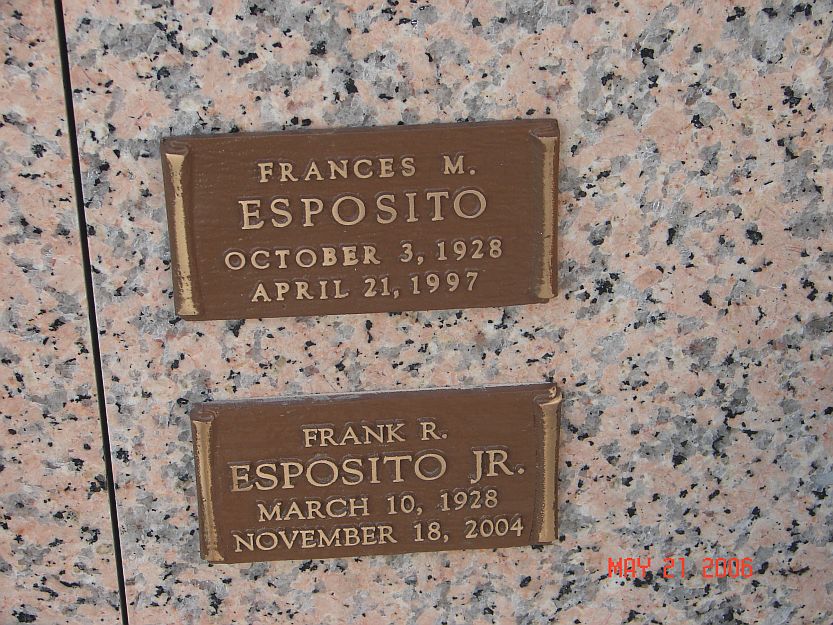 FRANCES M.
ESPOSITO
OCTOBER 3, 1928
APRIL 21, 1997
FRANK R.
ESPOSITO JR.
MARCH 10, 1928
NOVEMBER 18, 2004
MAY 21 2006